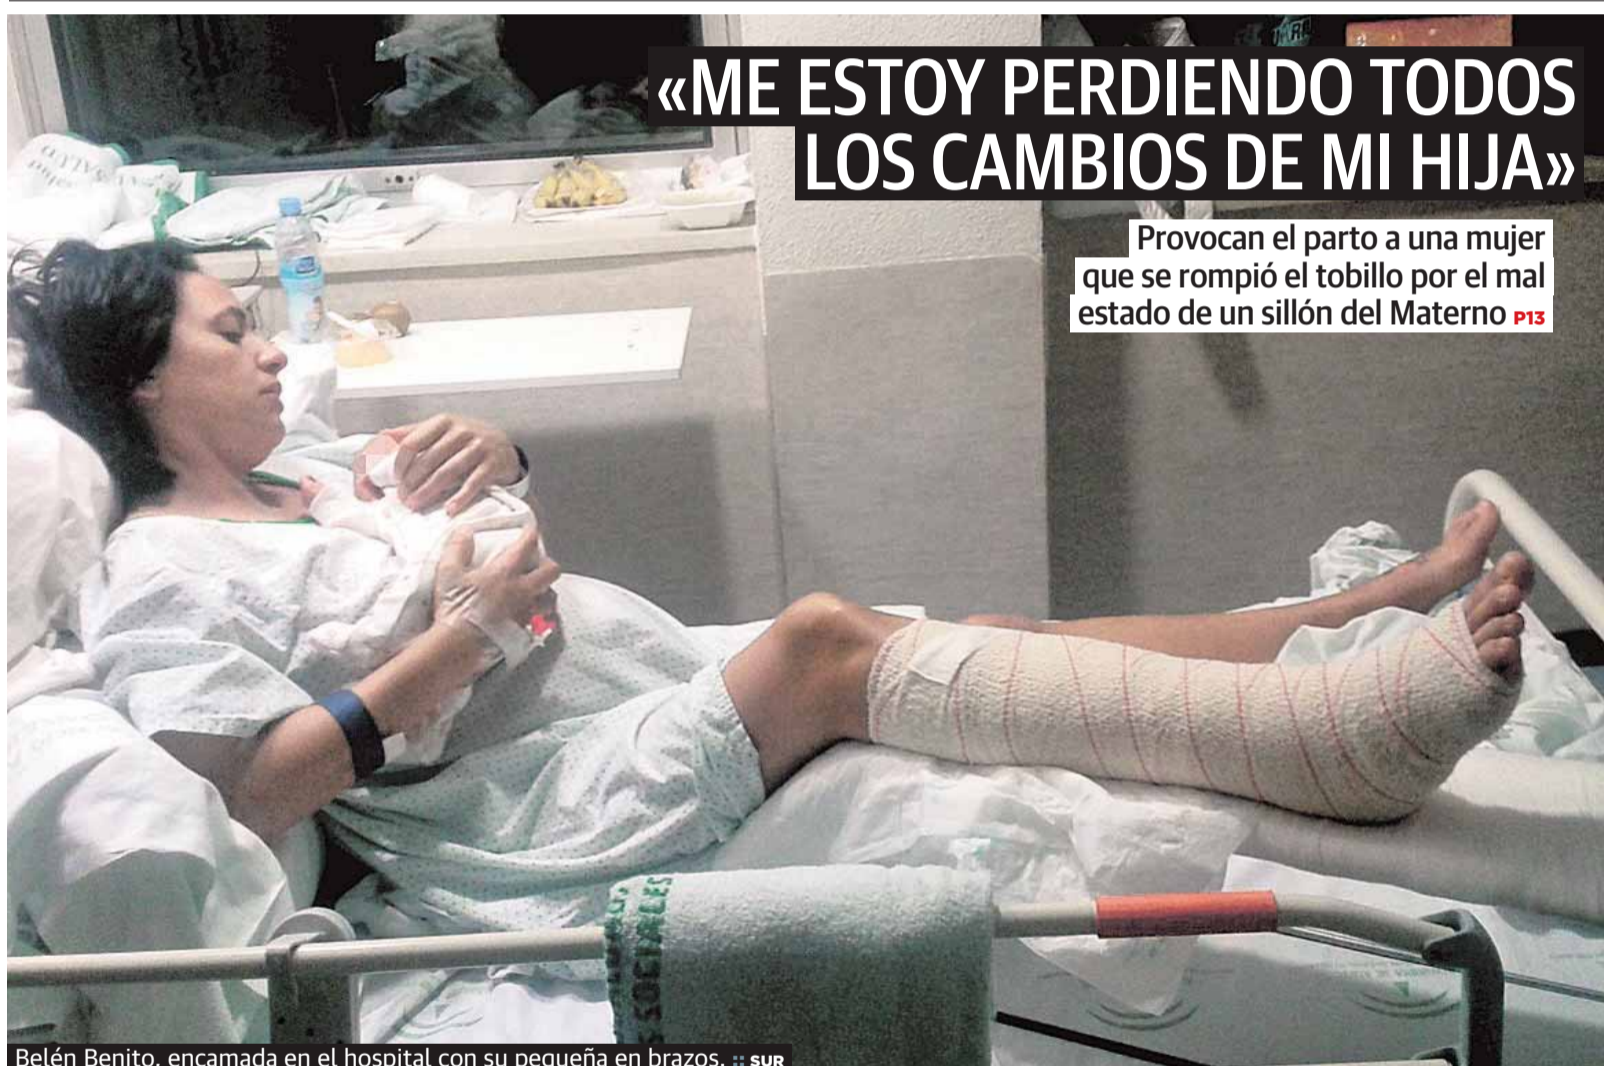 «ME ESTOY PERDIENDO TODOS
LOS CAMBIOS DE MI HIJA»
Provocan el parto a una mujer
que se rompió el tobillo por el mal
estado de un sillón del Materno P13
SOCIALES
Belén Benito, encamada en el hospital con su pequeña en brazos. :: SUR